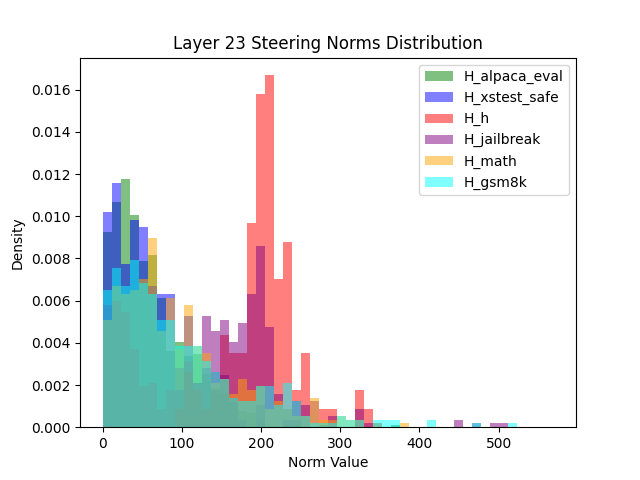 Layer 23 Steering Norms Distribution
H_alpaca_eval
H_xstest_safe
H_h
H_jailbreak
H_math
H_gsm8k
0.016
0.014
0.012
0.010
0.008
0.006
0.004
0.002
0.000
Density
0 100 200 300 400 500
Norm Value